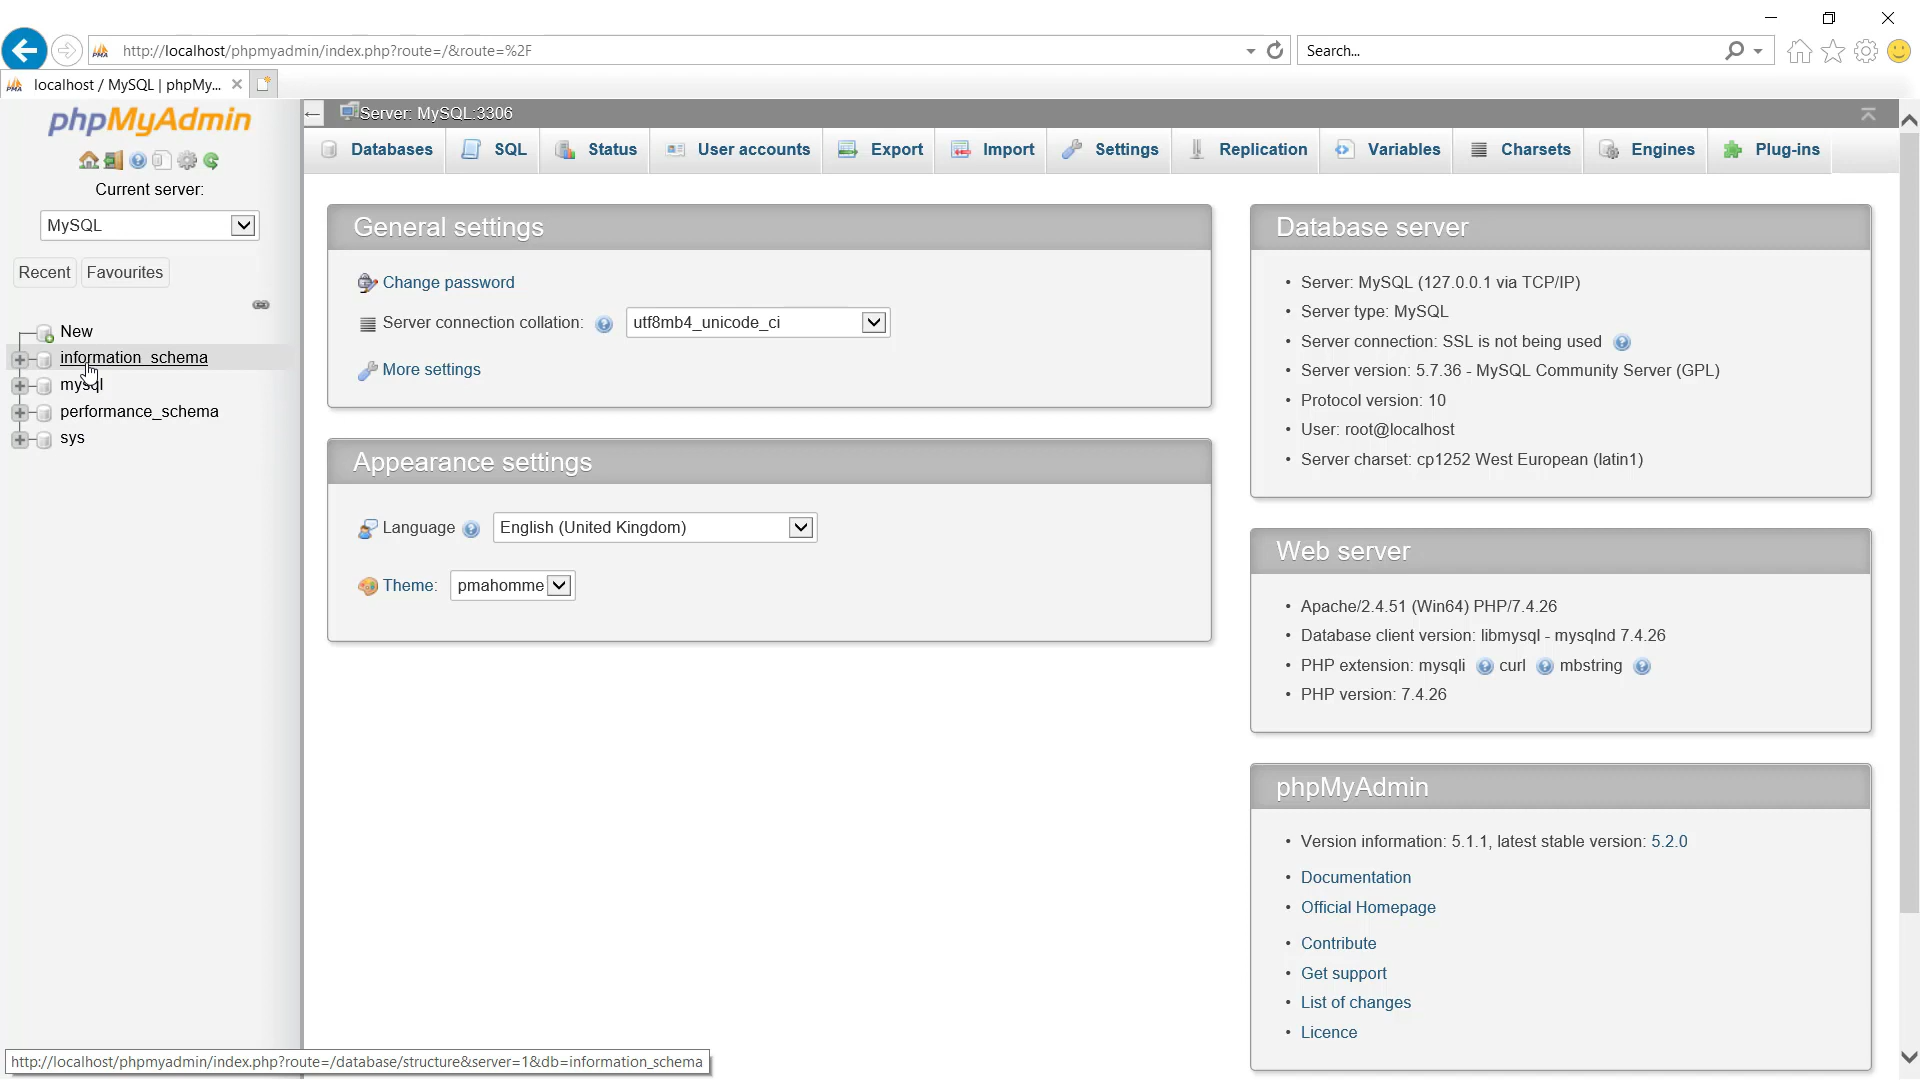 http://localhost/phpmyadmin/index.php?route=/&route=%2F
Search...
localhost / MySQL | phpMy...
phpMyAdmin
Server: MySQL:3306
Databases
SQL
Status
User accounts
Export
Import
Settings
Replication
Variables
Charsets
Engines
Plug-ins
Current server:
MySQL
Recent
Favourites
New
information_schema
mysql
performance_schema
sys
General settings
Change password
Server connection collation:
utf8mb4_unicode_ci
More settings
Appearance settings
Language
English (United Kingdom)
Theme:
pmahomme
Database server
• Server: MySQL (127.0.0.1 via TCP/IP)
• Server type: MySQL
• Server connection: SSL is not being used
• Server version: 5.7.36 - MySQL Community Server (GPL)
• Protocol version: 10
• User: root@localhost
• Server charset: cp1252 West European (latin1)
Web server
• Apache/2.4.51 (Win64) PHP/7.4.26
• Database client version: libmysql - mysqlnd 7.4.26
• PHP extension: mysqli curl mbstring
• PHP version: 7.4.26
phpMyAdmin
• Version information: 5.1.1, latest stable version: 5.2.0
• Documentation
• Official Homepage
• Contribute
• Get support
• List of changes
• Licence
http://localhost/phpmyadmin/index.php?route=/database/structure&server=1&db=information_schema